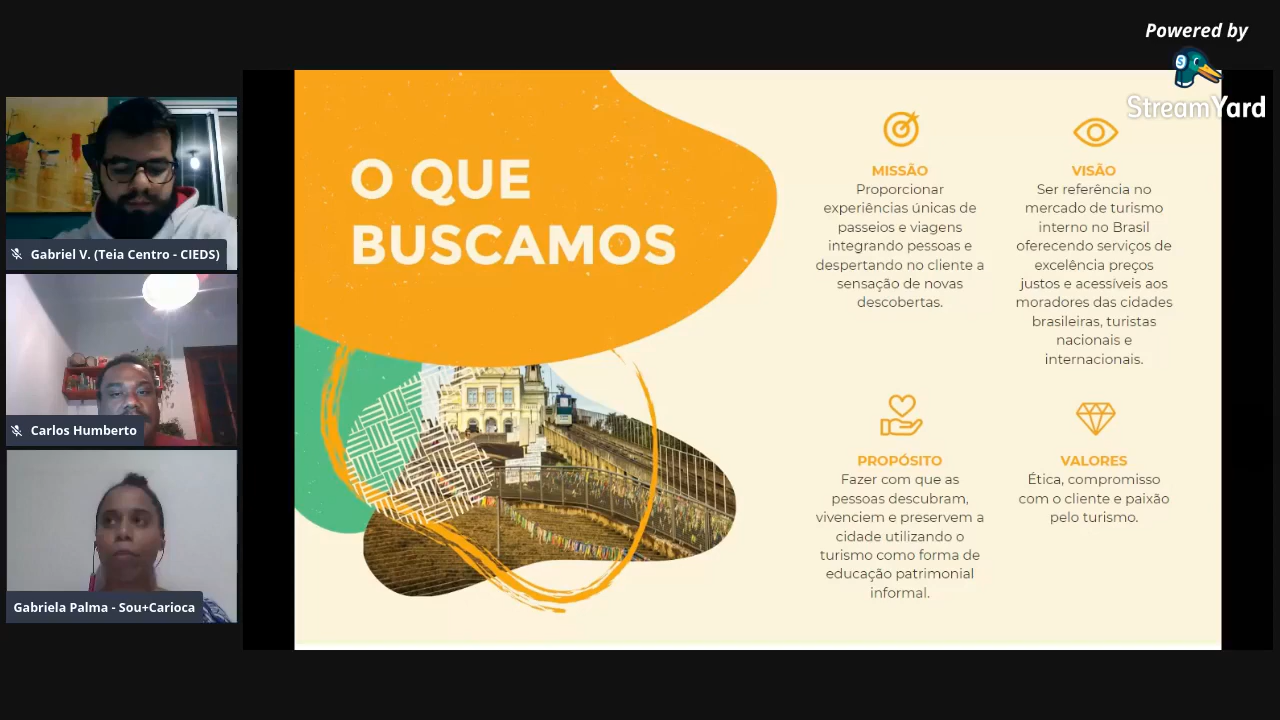 Powered by
StreamYard
Gabriel V. (Teia Centro - CIEDS)
Carlos Humberto
Gabriela Palma - Sou+Carioca
O QUE
BUSCAMOS
MISSÃO
Proporcionar
experiências únicas de
passeios e viagens
integrando pessoas e
despertando no cliente a
sensação de novas
descobertas.
VISÃO
Ser referência no
mercado de turismo
interno no Brasil
oferecendo serviços de
excelência preços
justos e acessíveis aos
moradores das cidades
brasileiras, turistas
nacionais e
internacionais.
PROPÓSITO
Fazer com que as
pessoas descubram,
vivenciem e preservem a
cidade utilizando o
turismo como forma de
educação patrimonial
informal.
VALORES
Ética, compromisso
com o cliente e paixão
pelo turismo.